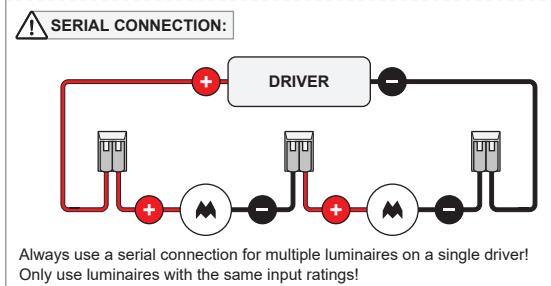 SERIAL CONNECTION:
+ DRIVER −
+ − + −
Always use a serial connection for multiple luminaires on a single driver!
Only use luminaires with the same input ratings!